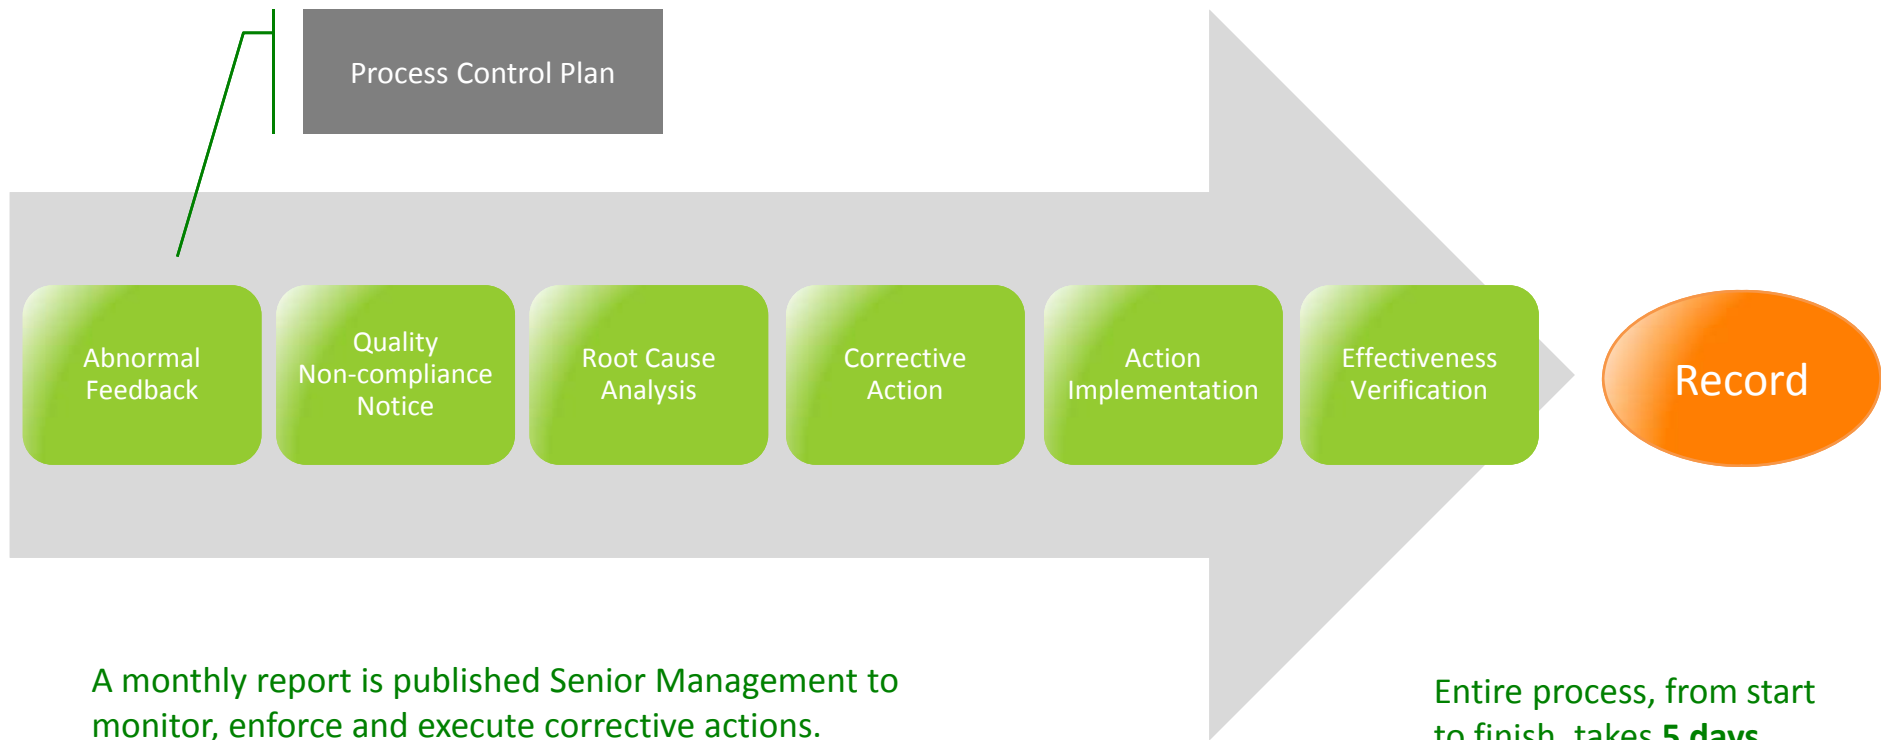 Process Control Plan
Abnormal
Feedback
Quality
Non-compliance
Notice
Root Cause
Analysis
Corrective
Action
Action
Implementation
Effectiveness
Verification
Record
A monthly report is published Senior Management to
monitor, enforce and execute corrective actions.
Entire process, from start
to finish, takes 5 days